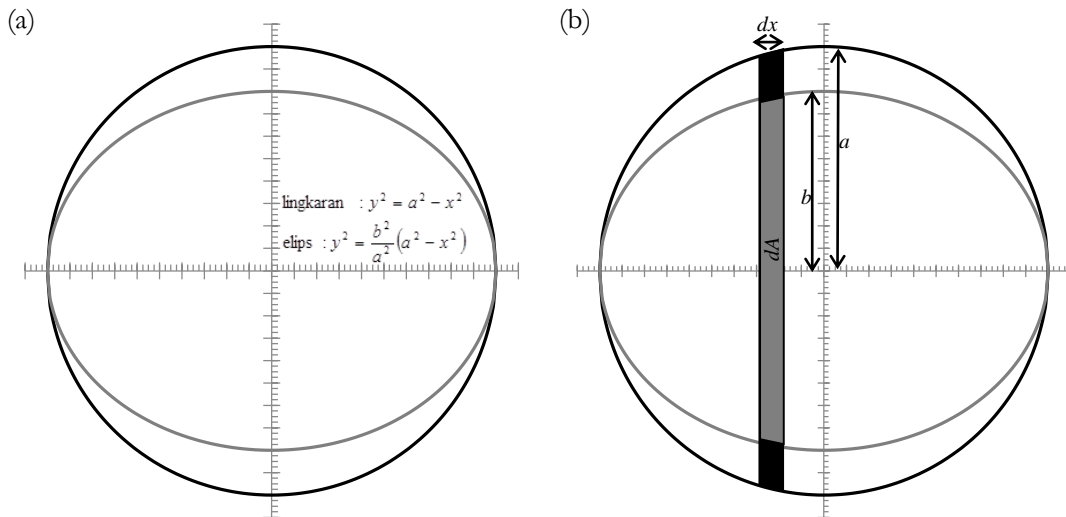 (a)
lingkaran : y² = a² − x²
elips : y² = b²/a² (a² − x²)
(b)
dx
a
b
dA